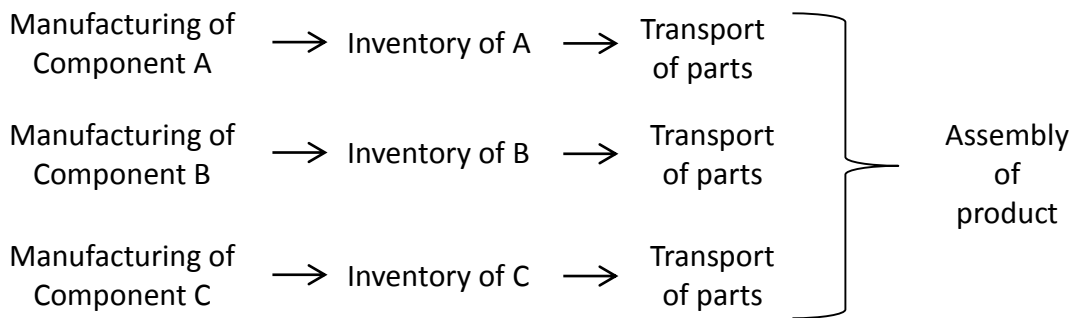 Manufacturing of
Component A
Inventory of A
Transport
of parts
Manufacturing of
Component B
Inventory of B
Transport
of parts
Assembly
of
product
Manufacturing of
Component C
Inventory of C
Transport
of parts